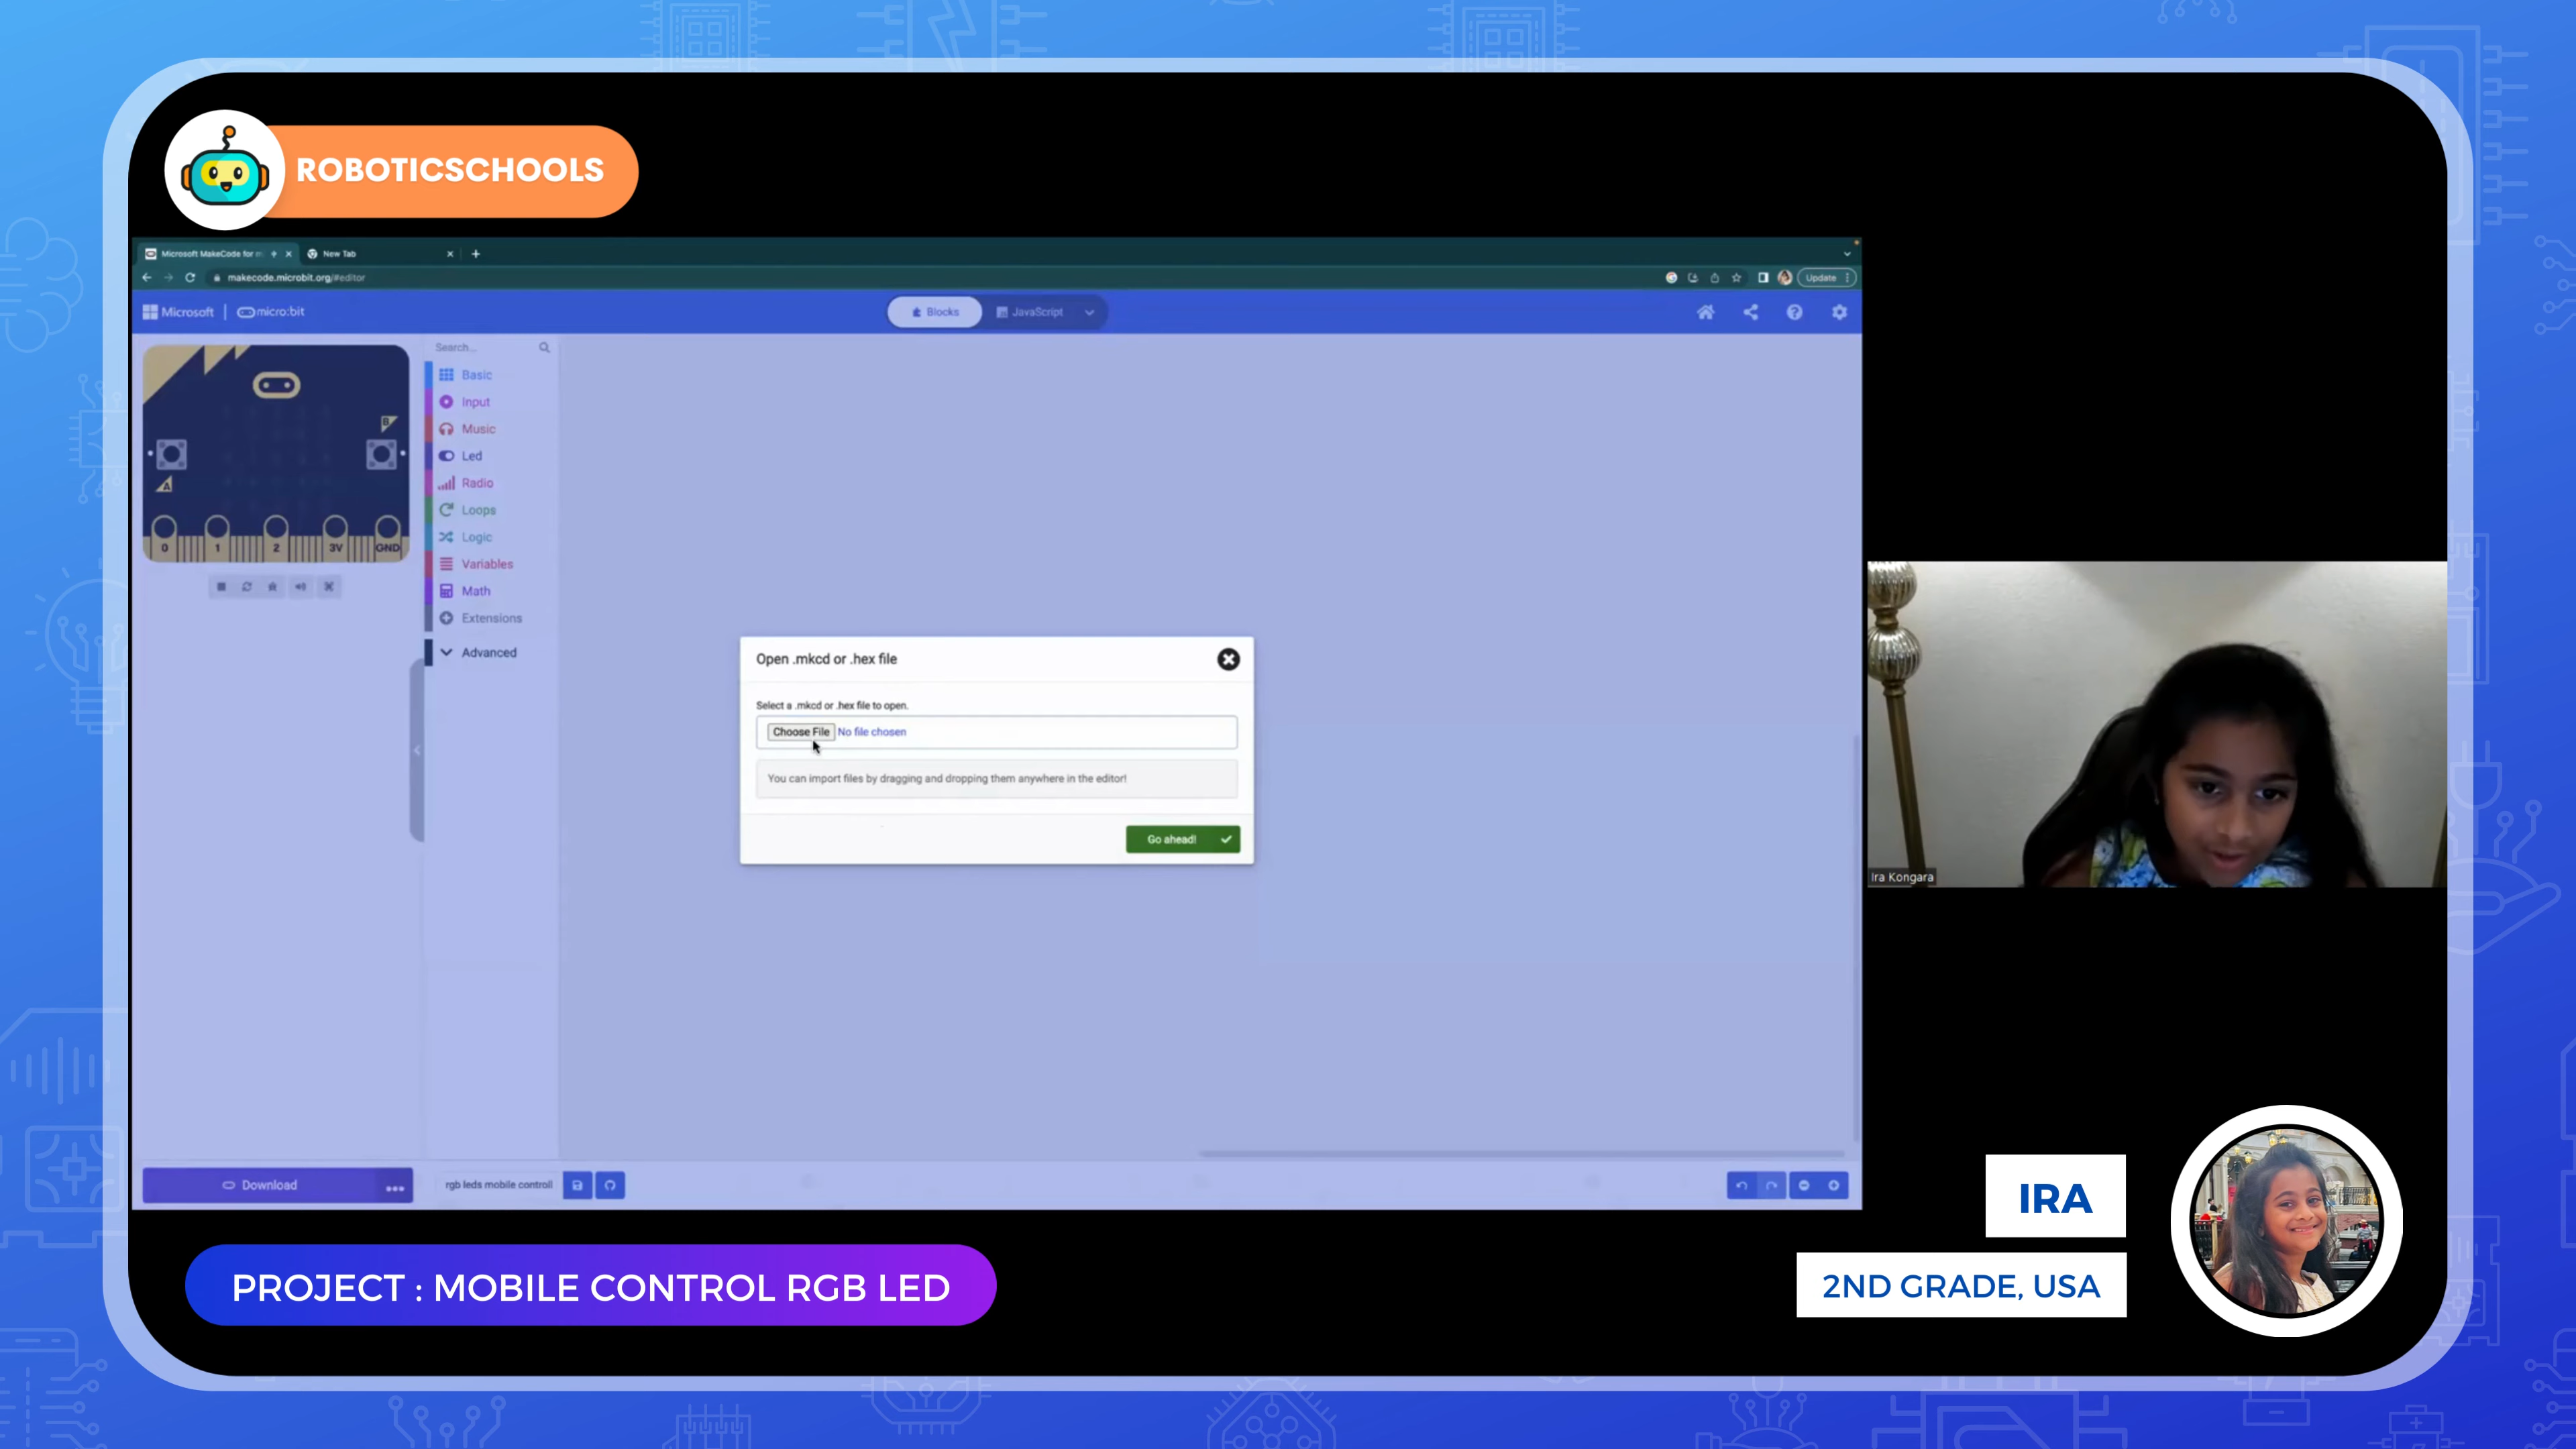 ROBOTICSCHOOLS
Microsoft MakeCode for m
New Tab
makecode.microbit.org/#editor
Update
Microsoft
micro:bit
Blocks
JavaScript
Search...
Basic
Input
Music
Led
Radio
Loops
Logic
Variables
Math
Extensions
Advanced
B
A
0 1 2 3V GND
Open .mkcd or .hex file
Select a .mkcd or .hex file to open.
Choose File No file chosen
You can import files by dragging and dropping them anywhere in the editor!
Go ahead!
Ira Kongara
Download
rgb leds mobile controll
IRA
2ND GRADE, USA
PROJECT : MOBILE CONTROL RGB LED